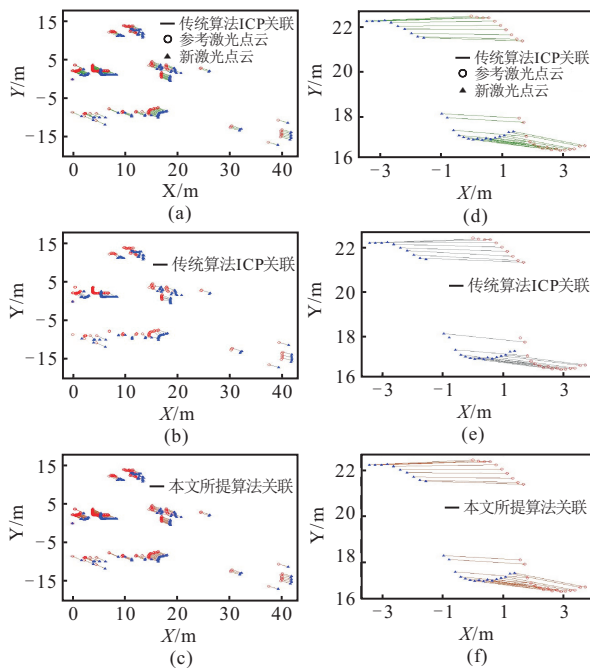 传统算法ICP关联
参考激光点云
新激光点云
Y/m
15
5
−5
−15
0 10 20 30 40
X/m
(a)
传统算法ICP关联
参考激光点云
新激光点云
Y/m
22
20
18
16
−3 −1 1 3
X/m
(d)
传统算法ICP关联
Y/m
15
5
−5
−15
0 10 20 30 40
X/m
(b)
传统算法ICP关联
Y/m
22
20
18
16
−3 −1 1 3
X/m
(e)
本文所提算法关联
Y/m
15
5
−5
−15
0 10 20 30 40
X/m
(c)
本文所提算法关联
Y/m
22
20
18
16
−3 −1 1 3
X/m
(f)